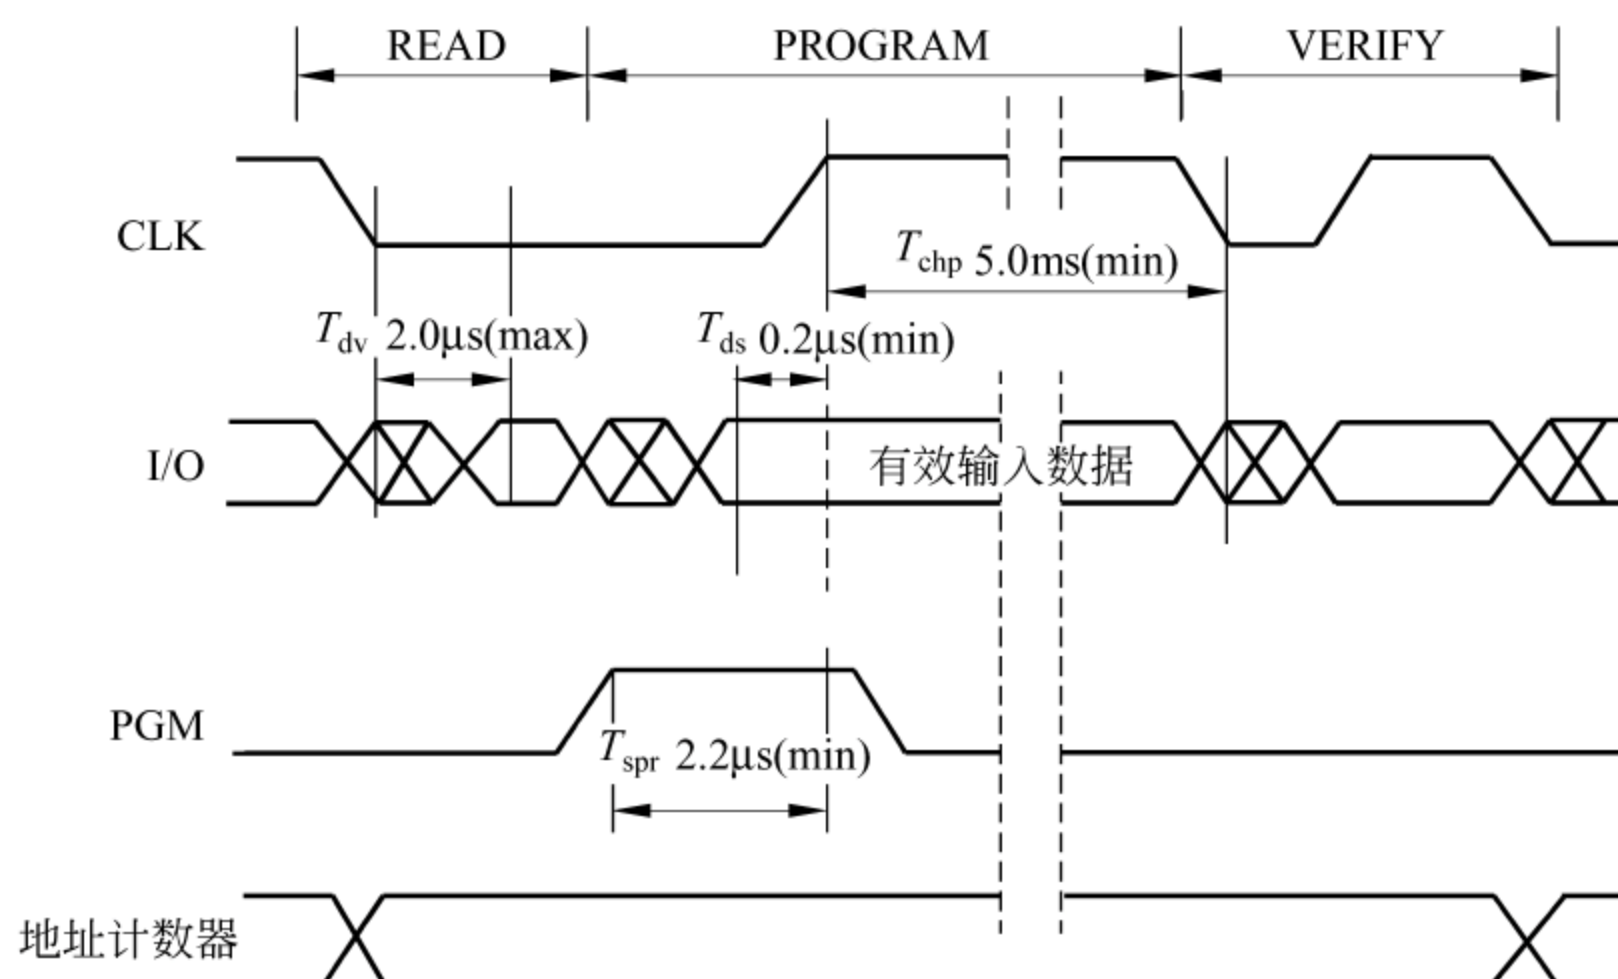 READ
PROGRAM
VERIFY
CLK
Tchp 5.0ms(min)
Tdv 2.0μs(max)
Tds 0.2μs(min)
I/O
有效输入数据
PGM
Tspr 2.2μs(min)
地址计数器